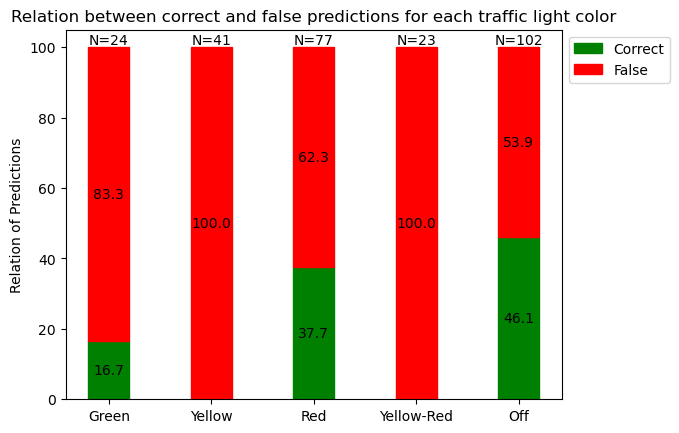 Relation between correct and false predictions for each traffic light color
N=24 N=41 N=77 N=23 N=102
Correct
False
Relation of Predictions
100
80
60
40
20
0
83.3
16.7
100.0
62.3
37.7
100.0
53.9
46.1
Green Yellow Red Yellow-Red Off